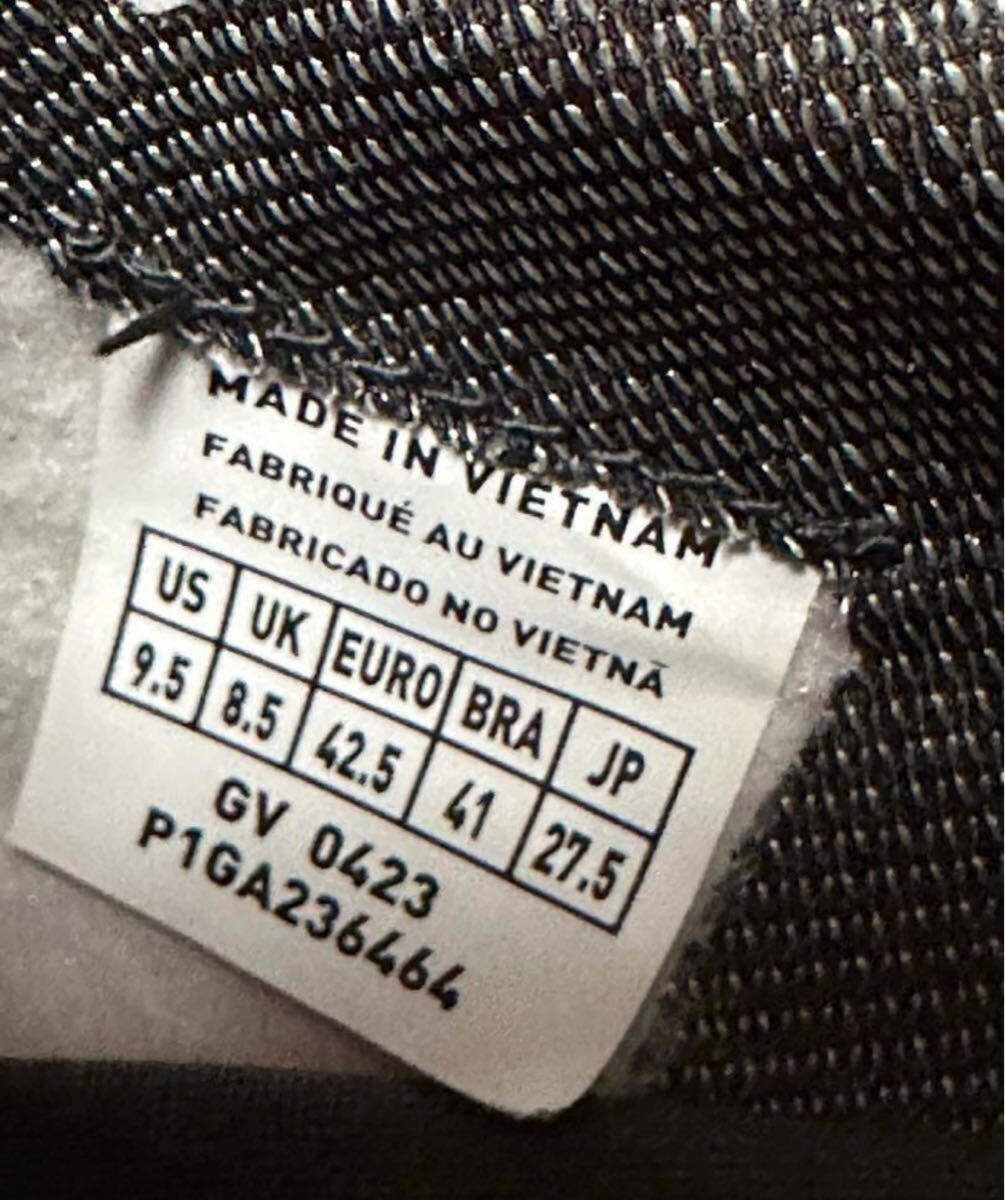 MADE IN VIETNAM
FABRIQUÉ AU VIETNAM
FABRICADO NO VIETNÃ
US UK EURO BRA JP
9.5 8.5 42.5 41 27.5
GV 0423
P1GA236464